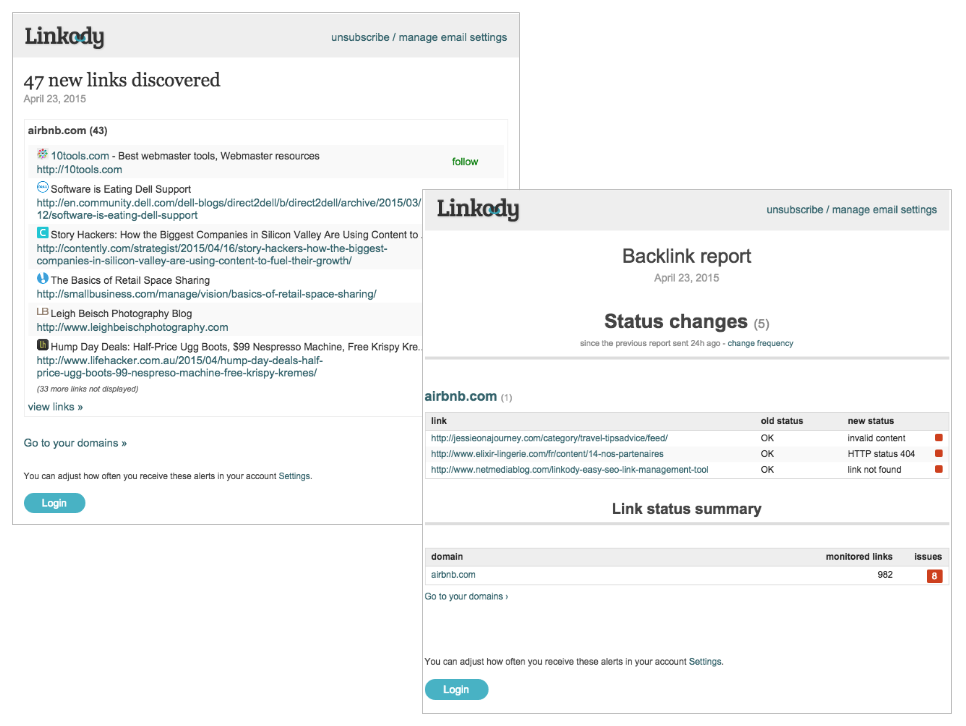 Linkody
unsubscribe / manage email settings
47 new links discovered
April 23, 2015
airbnb.com (43)
10tools.com - Best webmaster tools, Webmaster resources
http://10tools.com
follow
Software is Eating Dell Support
http://en.community.dell.com/dell-blogs/direct2dell/b/direct2dell/archive/2015/03/
12/software-is-eating-dell-support
Story Hackers: How the Biggest Companies in Silicon Valley Are Using Content to ..
http://contently.com/strategist/2015/04/16/story-hackers-how-the-biggest-
companies-in-silicon-valley-are-using-content-to-fuel-their-growth/
The Basics of Retail Space Sharing
http://smallbusiness.com/manage/vision/basics-of-retail-space-sharing/
LB Leigh Beisch Photography Blog
http://www.leighbeischphotography.com
lh Hump Day Deals: Half-Price Ugg Boots, $99 Nespresso Machine, Free Krispy Kre...
http://www.lifehacker.com.au/2015/04/hump-day-deals-half-
price-ugg-boots-99-nespreso-machine-free-krispy-kremes/
(33 more links not displayed)
view links »
Go to your domains »
You can adjust how often you receive these alerts in your account Settings.
Login
Linkody
unsubscribe / manage email settings
Backlink report
April 23, 2015
Status changes (5)
since the previous report sent 24h ago - change frequency
airbnb.com (1)
link old status new status
http://jessieonajourney.com/category/travel-tipsadvice/feed/ OK invalid content
http://www.elixir-lingerie.com/fr/content/14-nos-partenaires OK HTTP status 404
http://www.netmediablog.com/linkody-easy-seo-link-management-tool OK link not found
Link status summary
domain monitored links issues
airbnb.com 982 8
Go to your domains ›
You can adjust how often you receive these alerts in your account Settings.
Login